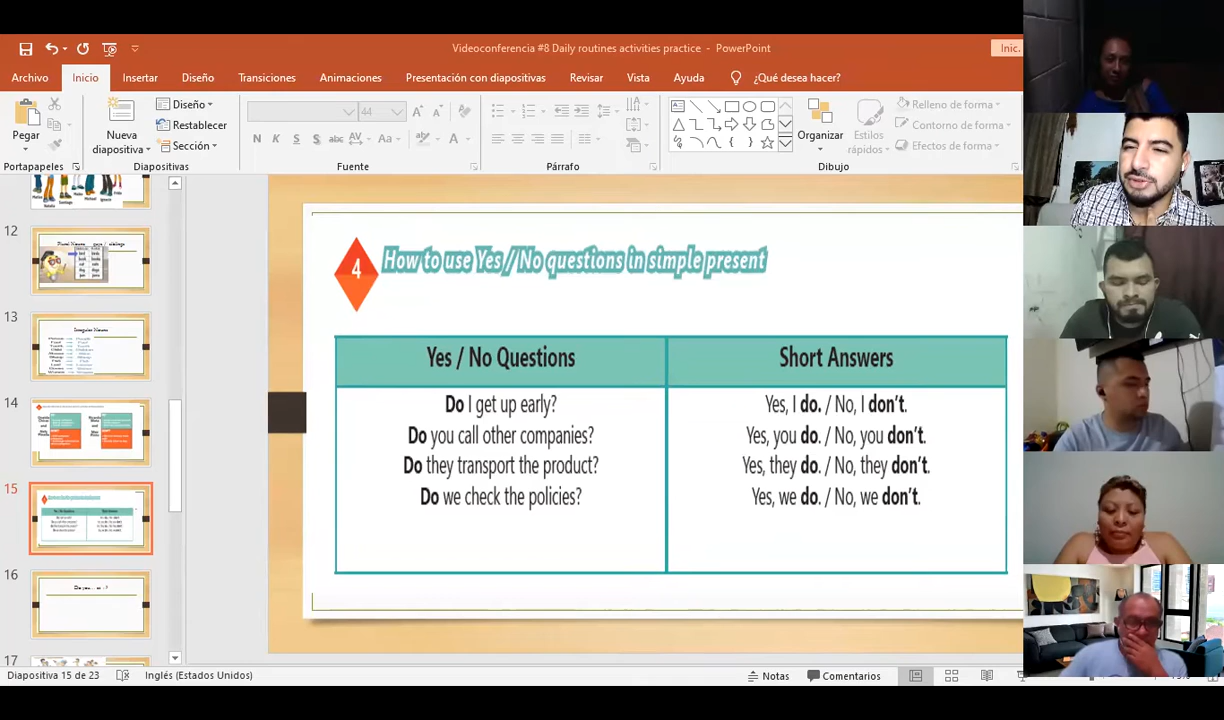 Videoconferencia #8 Daily routines activities practice - PowerPoint
Inic.
Archivo Inicio Insertar Diseño Transiciones Animaciones Presentación con diapositivas Revisar Vista Ayuda ¿Qué desea hacer?
Pegar
Nueva diapositiva
Diseño
Restablecer
Sección
44
N K S S abc AV Aa A
Organizar
Estilos rápidos
Relleno de forma
Contorno de forma
Efectos de forma
Portapapeles Diapositivas Fuente Párrafo Dibujo
12
13
Irregular Nouns
14
15
16
17
4
How to use Yes / No questions in simple present
Yes / No Questions Short Answers
Do I get up early? Yes, I do. / No, I don't.
Do you call other companies? Yes, you do. / No, you don't.
Do they transport the product? Yes, they do. / No, they don't.
Do we check the policies? Yes, we do. / No, we don't.
Diapositiva 15 de 23 Inglés (Estados Unidos) Notas Comentarios